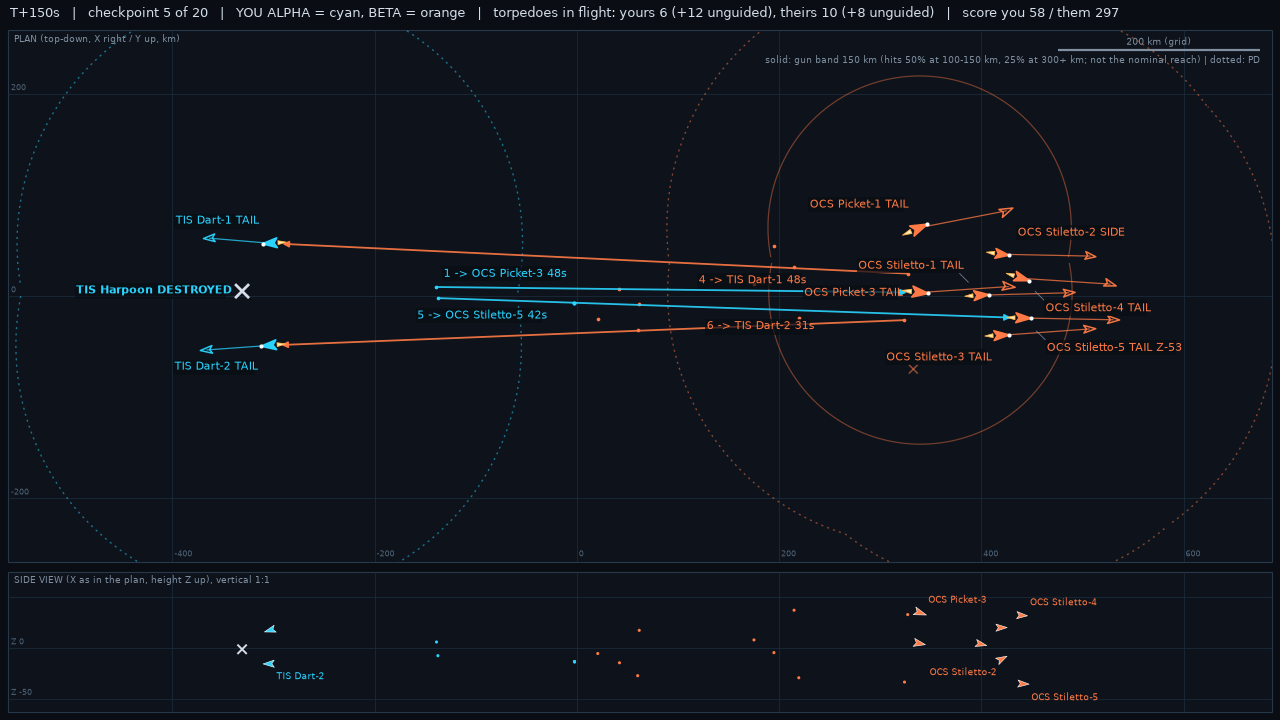 T+150s | checkpoint 5 of 20 | YOU ALPHA = cyan, BETA = orange | torpedoes in flight: yours 6 (+12 unguided), theirs 10 (+8 unguided) | score you 58 / them 297
PLAN (top-down, X right / Y up, km)
200 km (grid)
solid: gun band 150 km (hits 50% at 100-150 km, 25% at 300+ km; not the nominal reach) | dotted: PD
200
OCS Picket-1 TAIL
TIS Dart-1 TAIL
OCS Stiletto-2 SIDE
OCS Stiletto-1 TAIL
1 -> OCS Picket-3 48s
4 -> TIS Dart-1 48s
TIS Harpoon DESTROYED
0
OCS Picket-3 TAIL
OCS Stiletto-4 TAIL
5 -> OCS Stiletto-5 42s
6 -> TIS Dart-2 31s
OCS Stiletto-5 TAIL Z-53
OCS Stiletto-3 TAIL
TIS Dart-2 TAIL
-200
-400
-200
0
200
400
600
SIDE VIEW (X as in the plan, height Z up), vertical 1:1
OCS Picket-3
OCS Stiletto-4
Z 0
TIS Dart-2
OCS Stiletto-2
Z -50
OCS Stiletto-5